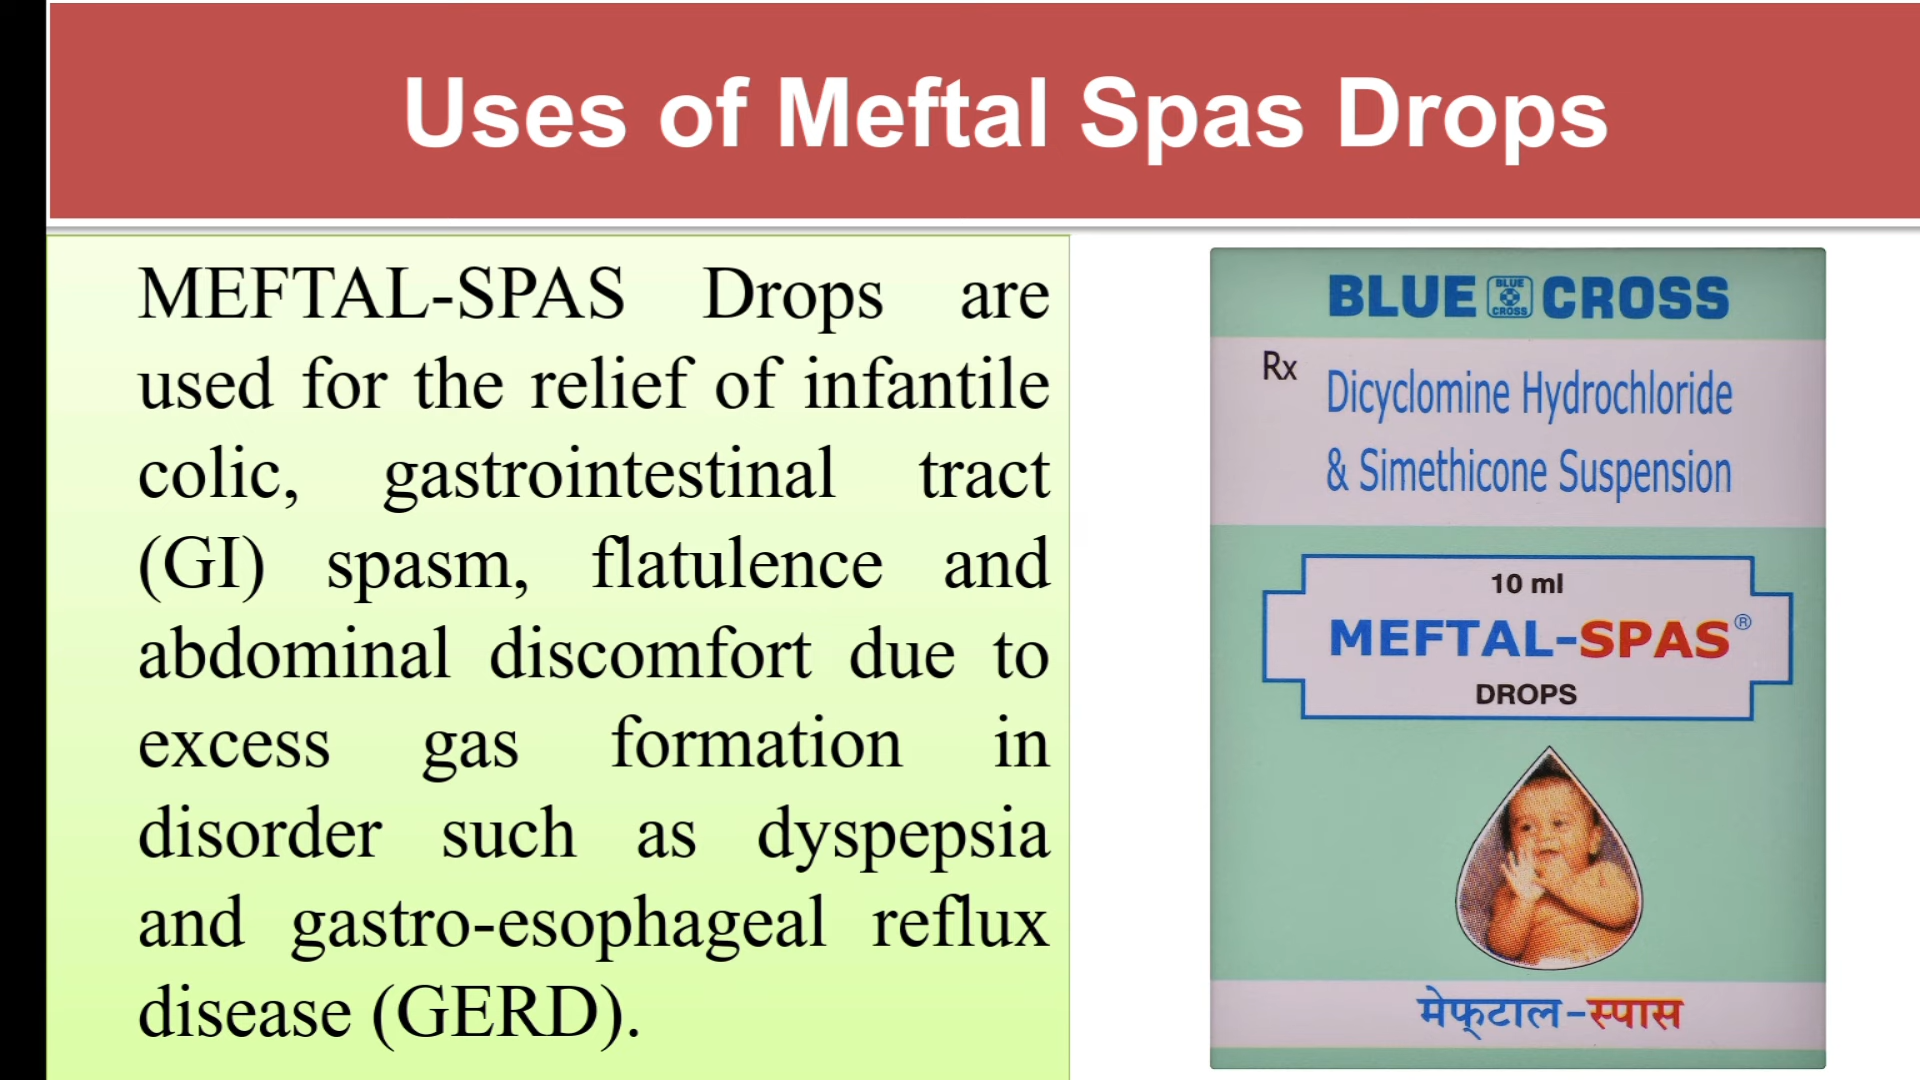 Uses of Meftal Spas Drops
MEFTAL-SPAS Drops are
used for the relief of infantile
colic, gastrointestinal tract
(GI) spasm, flatulence and
abdominal discomfort due to
excess gas formation in
disorder such as dyspepsia
and gastro-esophageal reflux
disease (GERD).
BLUE BLUE CROSS CROSS
Rx
Dicyclomine Hydrochloride
& Simethicone Suspension
10 ml
MEFTAL-SPAS®
DROPS
मेफ्टाल-स्पास